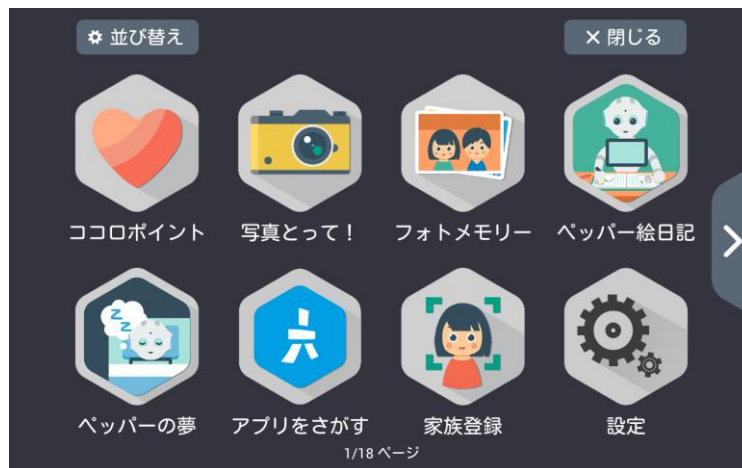 並び替え
閉じる
ココロポイント
写真とって！
フォトメモリー
ペッパー絵日記
ZZZ
ペッパーの夢
アプリをさがす
家族登録
設定
1/18 ページ